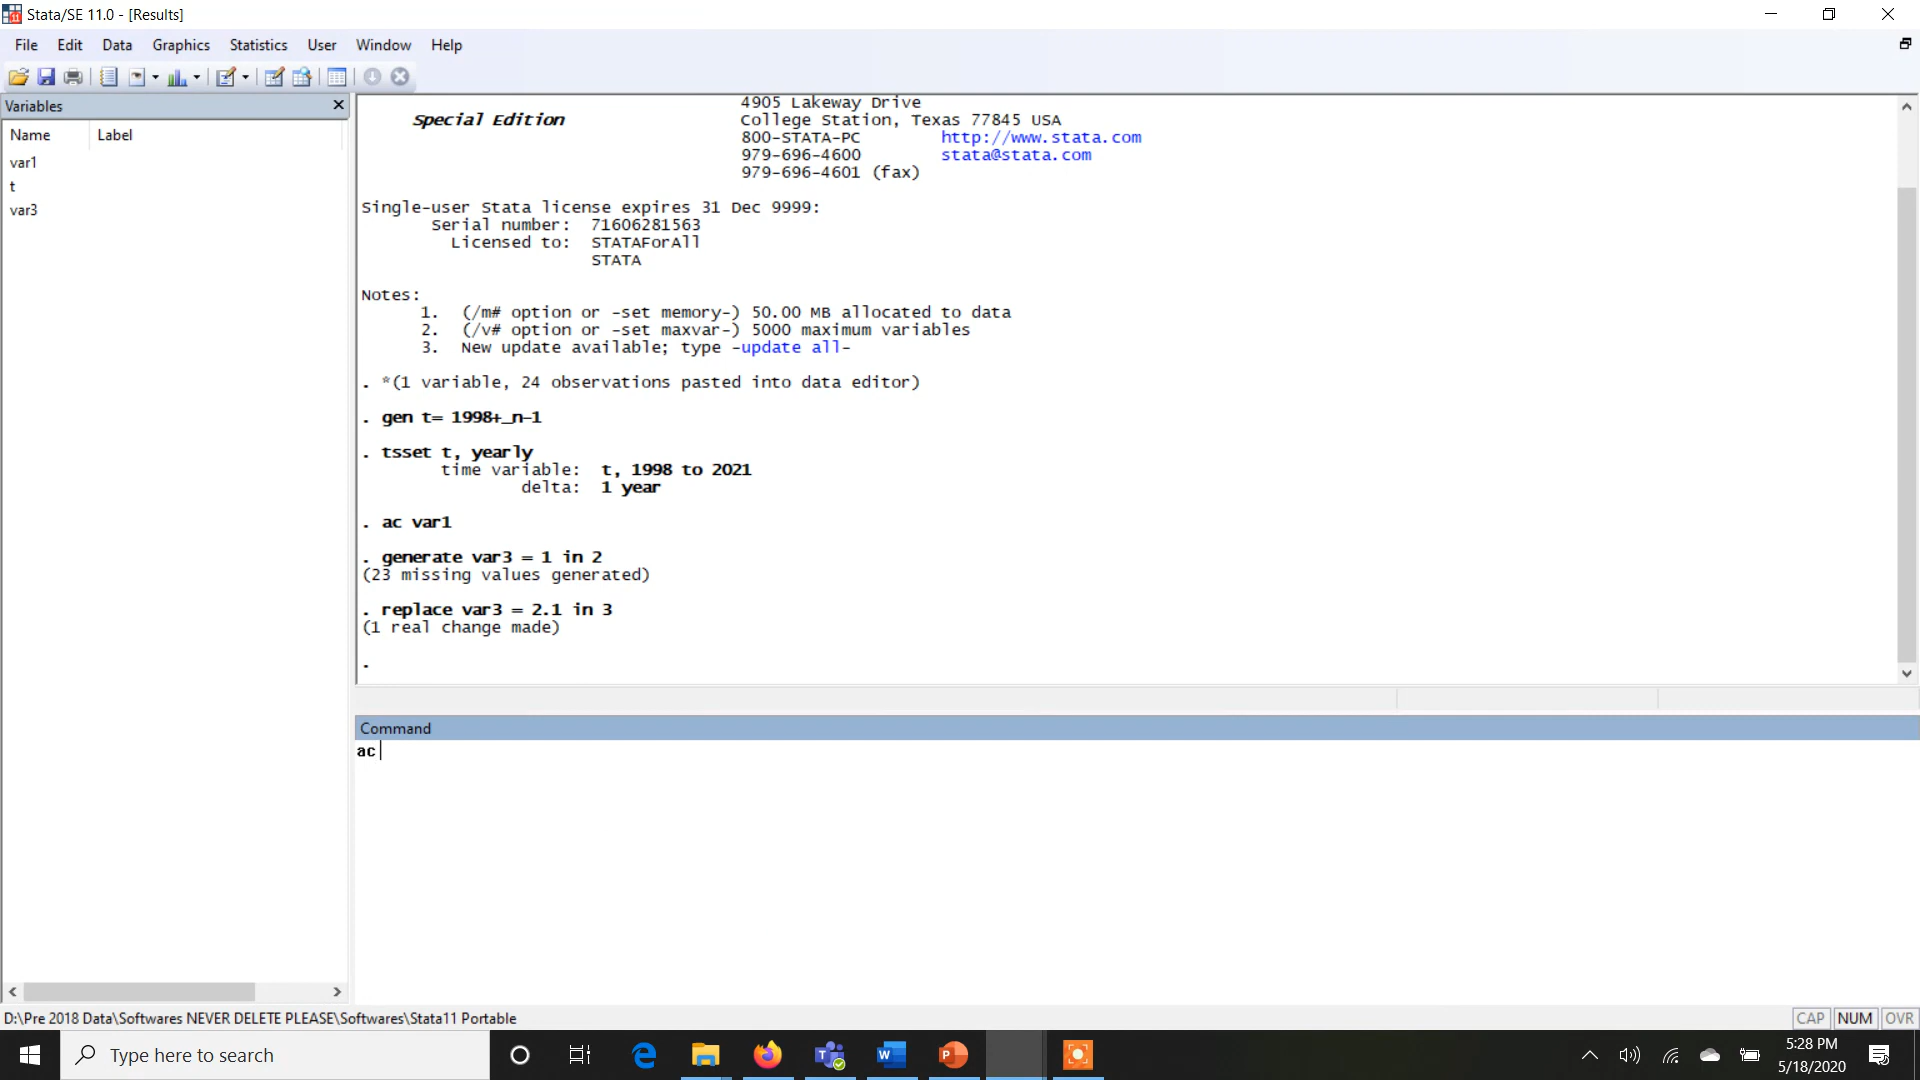 Stata/SE 11.0 - [Results]
File Edit Data Graphics Statistics User Window Help
Variables
Name Label
var1
t
var3
4905 Lakeway Drive
Special Edition College Station, Texas 77845 USA
800-STATA-PC http://www.stata.com
979-696-4600 stata@stata.com
979-696-4601 (fax)
Single-user Stata license expires 31 Dec 9999:
Serial number: 71606281563
Licensed to: STATAForAll
STATA
Notes:
1. (/m# option or -set memory-) 50.00 MB allocated to data
2. (/v# option or -set maxvar-) 5000 maximum variables
3. New update available; type -update all-
. *(1 variable, 24 observations pasted into data editor)
. gen t= 1998+_n-1
. tsset t, yearly
time variable: t, 1998 to 2021
delta: 1 year
. ac var1
. generate var3 = 1 in 2
(23 missing values generated)
. replace var3 = 2.1 in 3
(1 real change made)
.
Command
ac
D:\Pre 2018 Data\Softwares NEVER DELETE PLEASE\Softwares\Stata11 Portable
CAP NUM OVR
Type here to search
5:28 PM
5/18/2020